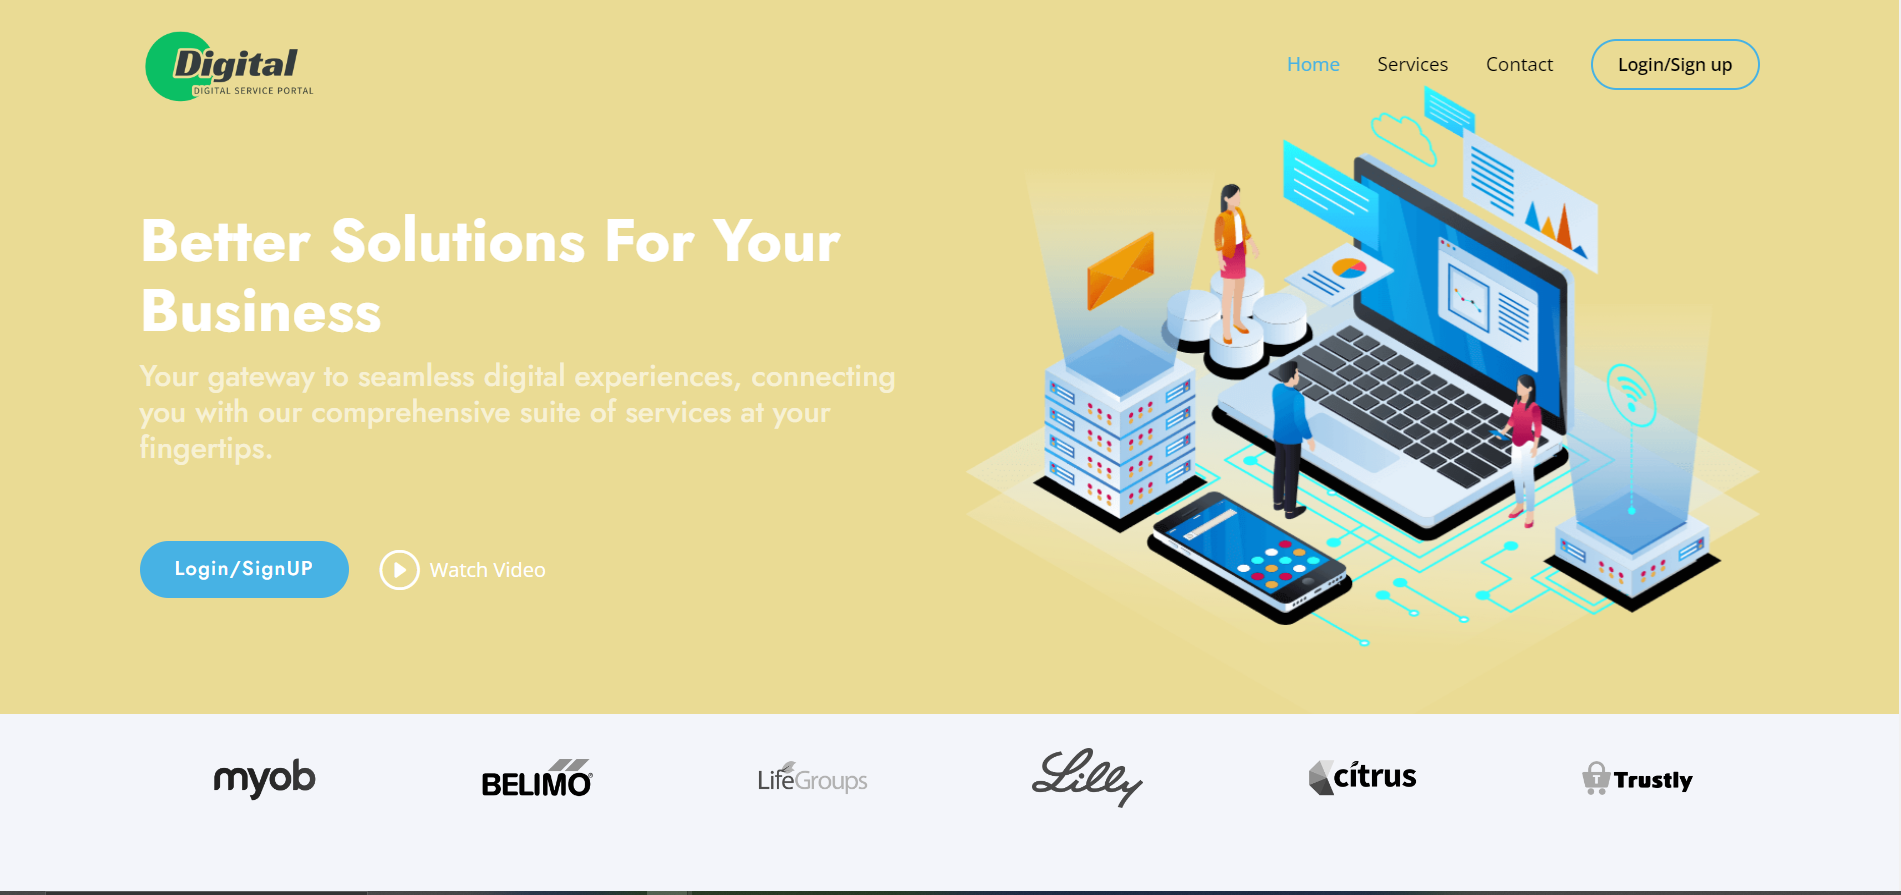 Digital
DIGITAL SERVICE PORTAL
Home Services Contact Login/Sign up
Better Solutions For Your
Business
Your gateway to seamless digital experiences, connecting
you with our comprehensive suite of services at your
fingertips.
Login/SignUP Watch Video
myob BELIMO® LifeGroups Lilly citrus T Trustly